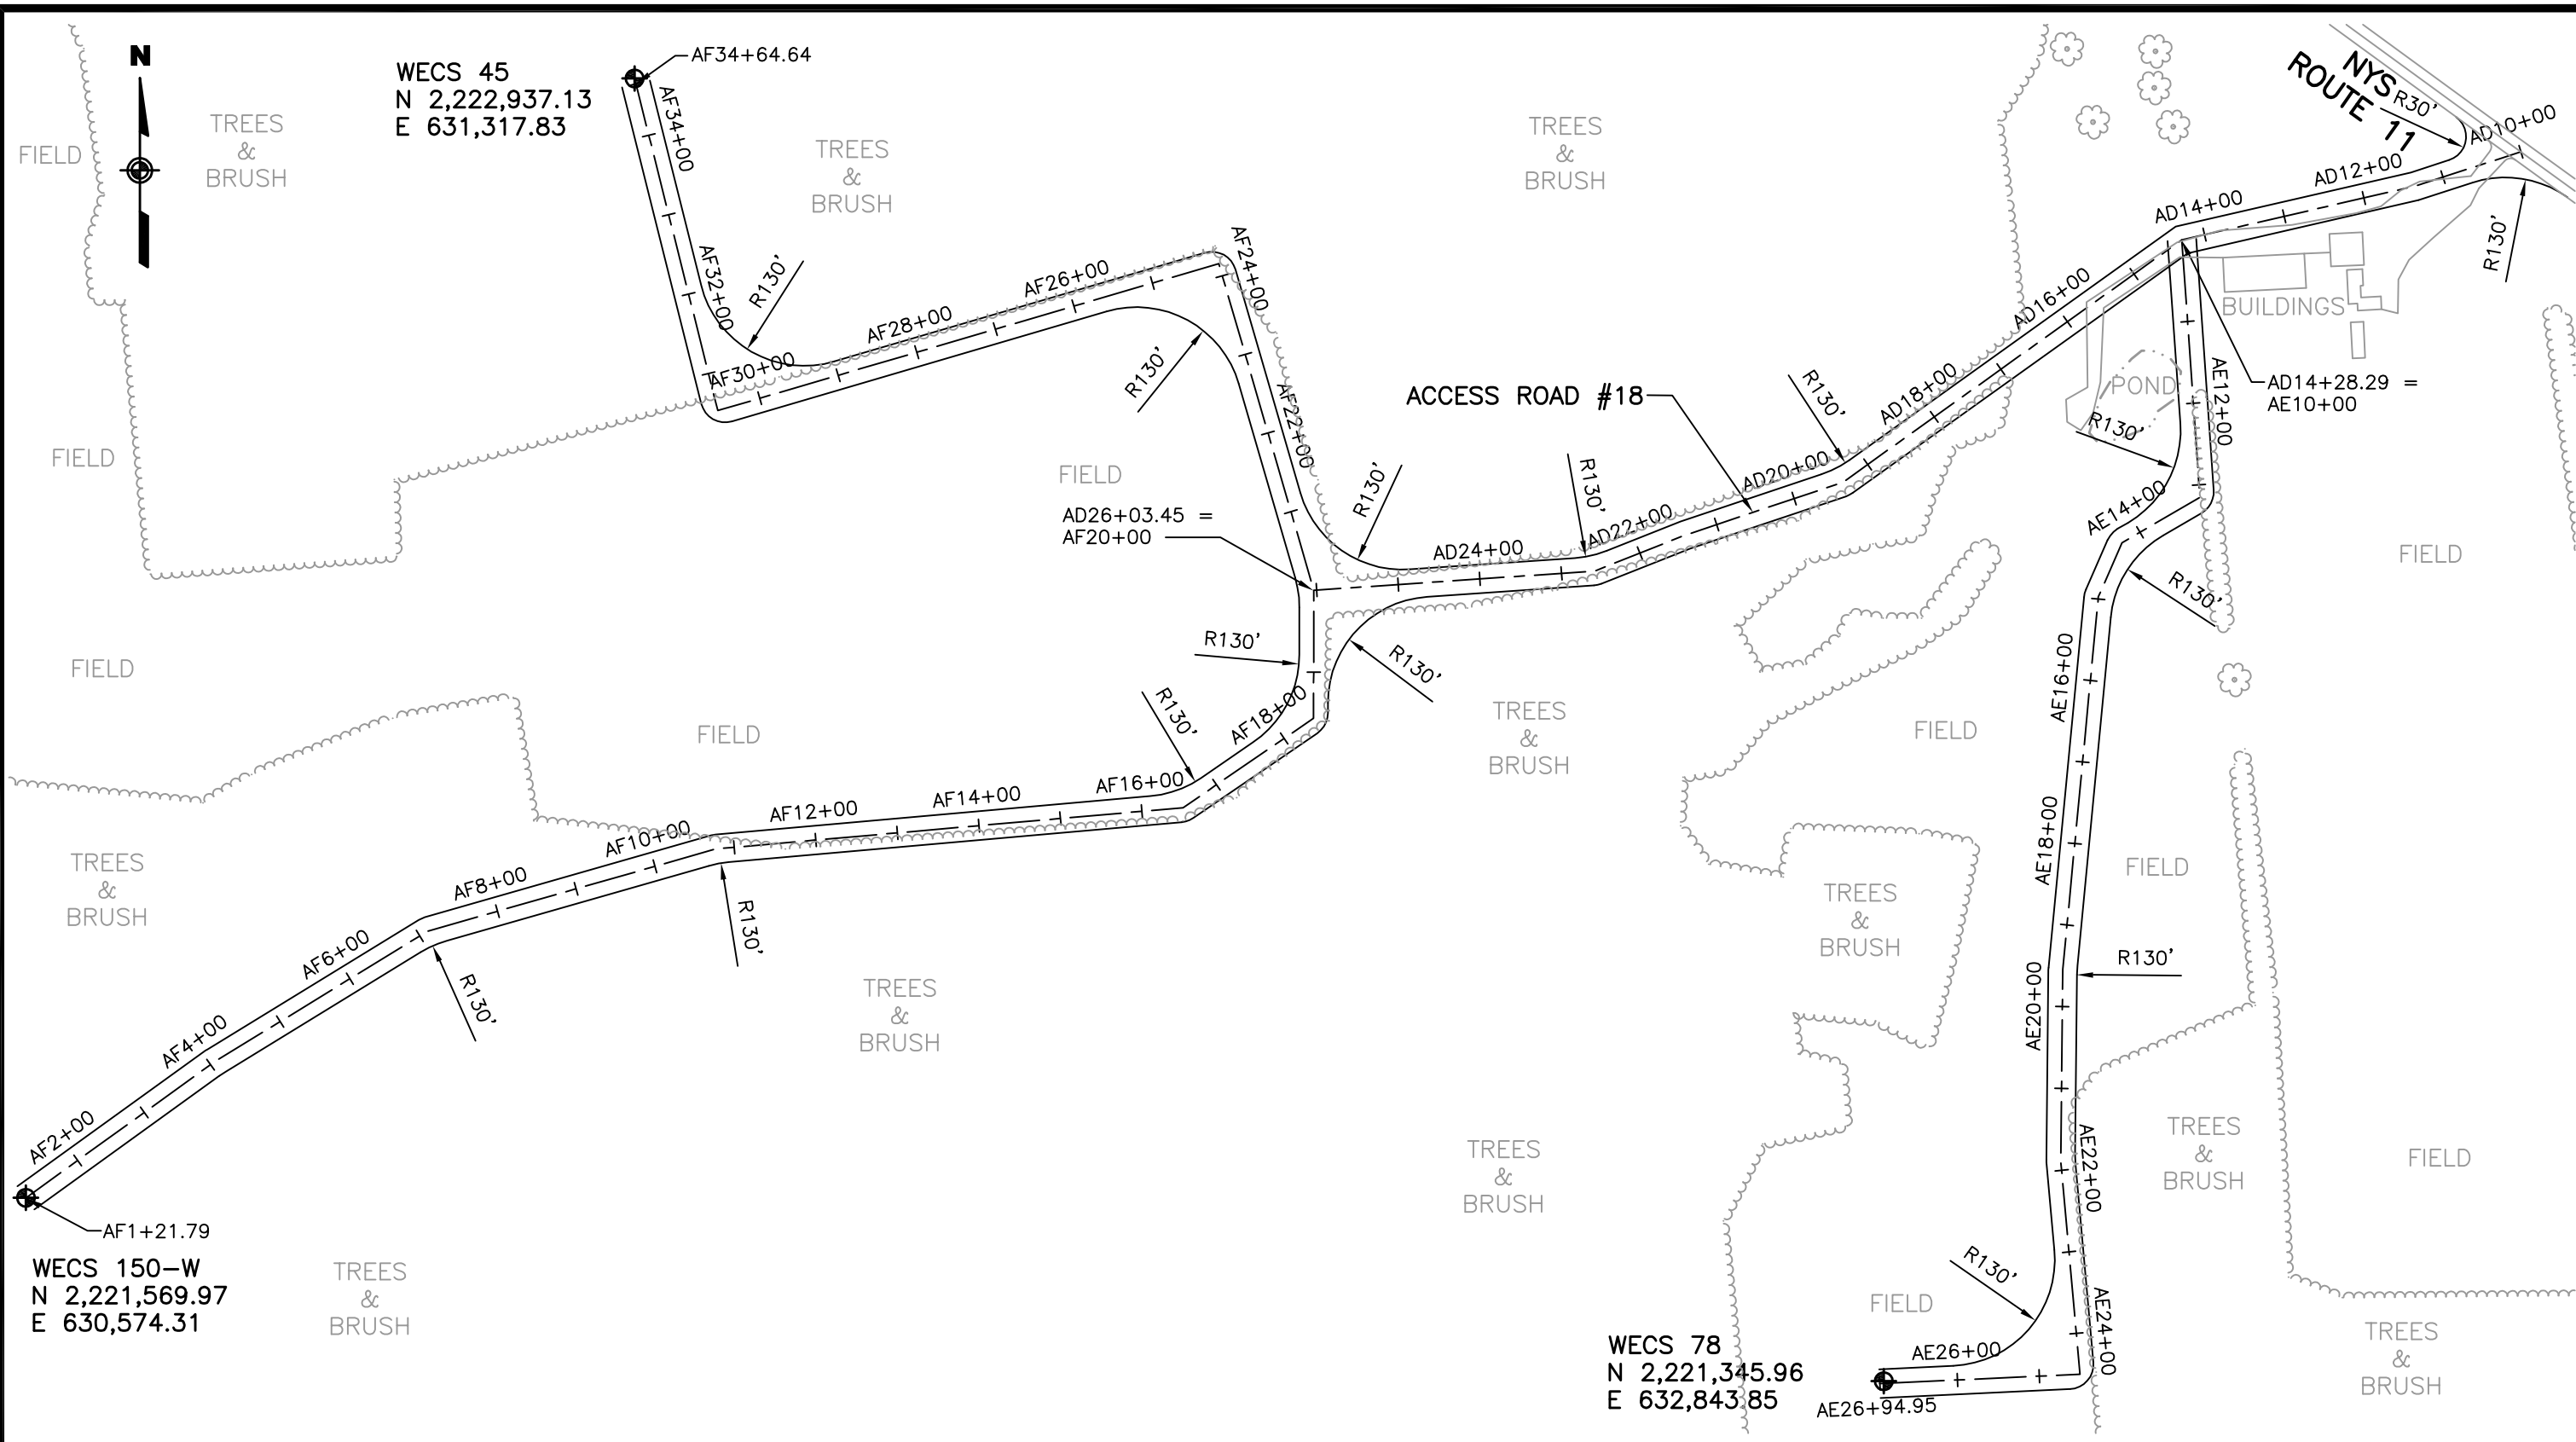 N
WECS 45
N 2,222,937.13
E 631,317.83
AF34+64.64
AF34+00
AF32+00
R130'
AF30+00
AF28+00
AF26+00
AF24+00
AF22+00
R130'
TREES
&
BRUSH
FIELD
TREES
&
BRUSH
TREES
&
BRUSH
NYS
ROUTE 11
R30'
AD10+00
AD12+00
AD14+00
R130'
AD16+00
BUILDINGS
POND
AD14+28.29 =
AE10+00
AE12+00
R130'
AE14+00
R130'
AD18+00
R130'
ACCESS ROAD #18
AD20+00
AD22+00
R130'
AD24+00
R130'
FIELD
AD26+03.45 =
AF20+00
R130'
R130'
R130'
AF18+00
AF16+00
AF14+00
AF12+00
AF10+00
AF8+00
AF6+00
AF4+00
AF2+00
R130'
R130'
AF1+21.79
WECS 150-W
N 2,221,569.97
E 630,574.31
FIELD
FIELD
FIELD
TREES
&
BRUSH
TREES
&
BRUSH
TREES
&
BRUSH
TREES
&
BRUSH
TREES
&
BRUSH
FIELD
FIELD
AE16+00
AE18+00
FIELD
TREES
&
BRUSH
AE20+00
R130'
AE22+00
TREES
&
BRUSH
FIELD
R130'
FIELD
AE24+00
AE26+00
WECS 78
N 2,221,345.96
E 632,843.85
AE26+94.95
TREES
&
BRUSH